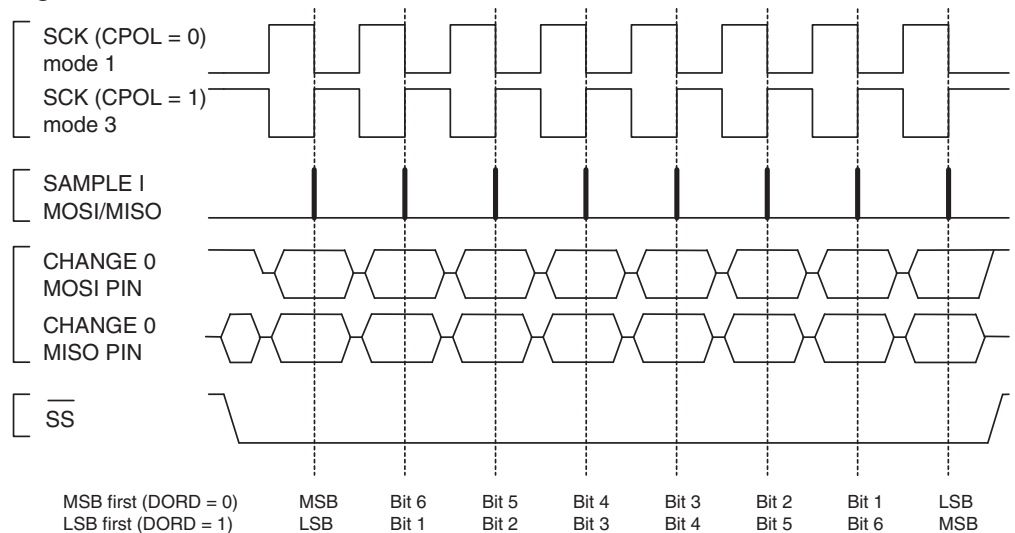 SCK (CPOL = 0)
mode 1
SCK (CPOL = 1)
mode 3
SAMPLE I
MOSI/MISO
CHANGE 0
MOSI PIN
CHANGE 0
MISO PIN
SS
MSB first (DORD = 0) MSB Bit 6 Bit 5 Bit 4 Bit 3 Bit 2 Bit 1 LSB
LSB first (DORD = 1) LSB Bit 1 Bit 2 Bit 3 Bit 4 Bit 5 Bit 6 MSB